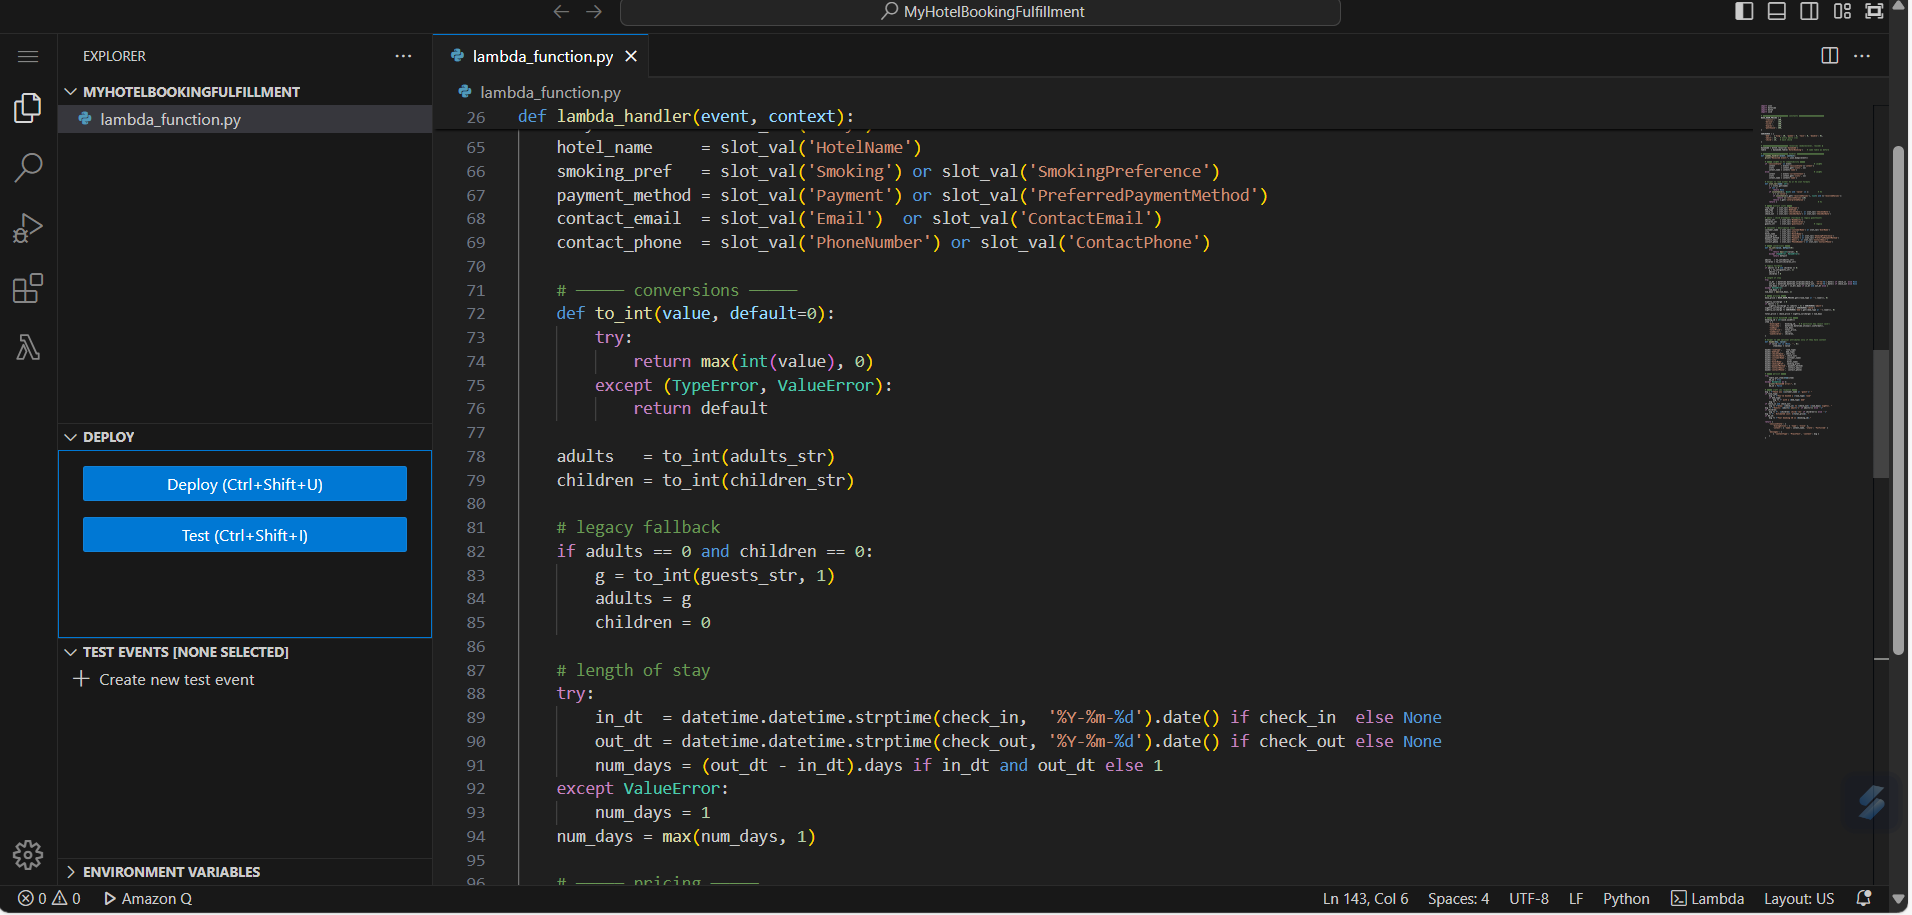 MyHotelBookingFulfillment
EXPLORER
MYHOTELBOOKINGFULFILLMENT
lambda_function.py
DEPLOY
Deploy (Ctrl+Shift+U)
Test (Ctrl+Shift+I)
TEST EVENTS [NONE SELECTED]
Create new test event
ENVIRONMENT VARIABLES
lambda_function.py
lambda_function.py
26 def lambda_handler(event, context):
65 hotel_name     = slot_val('HotelName')
66 smoking_pref   = slot_val('Smoking') or slot_val('SmokingPreference')
67 payment_method = slot_val('Payment') or slot_val('PreferredPaymentMethod')
68 contact_email  = slot_val('Email')  or slot_val('ContactEmail')
69 contact_phone  = slot_val('PhoneNumber') or slot_val('ContactPhone')
70
71 # ───── conversions ─────
72 def to_int(value, default=0):
73     try:
74         return max(int(value), 0)
75     except (TypeError, ValueError):
76         return default
77
78 adults   = to_int(adults_str)
79 children = to_int(children_str)
80
81 # legacy fallback
82 if adults == 0 and children == 0:
83     g = to_int(guests_str, 1)
84     adults = g
85     children = 0
86
87 # length of stay
88 try:
89     in_dt  = datetime.datetime.strptime(check_in,  '%Y-%m-%d').date() if check_in  else None
90     out_dt = datetime.datetime.strptime(check_out, '%Y-%m-%d').date() if check_out else None
91     num_days = (out_dt - in_dt).days if in_dt and out_dt else 1
92 except ValueError:
93     num_days = 1
94 num_days = max(num_days, 1)
95
96 # ───── pricing ─────
0 0 Amazon Q Ln 143, Col 6 Spaces: 4 UTF-8 LF Python Lambda Layout: US